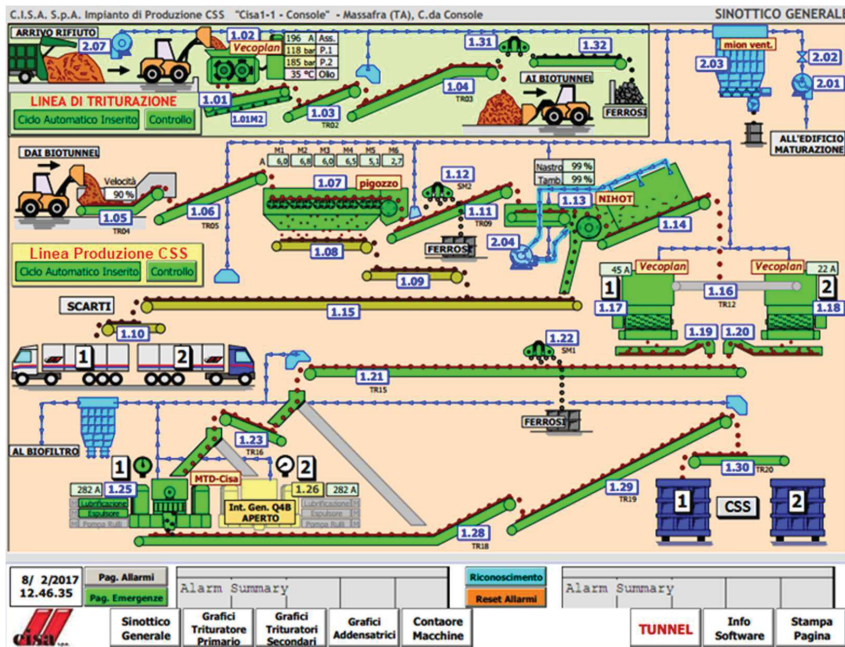 C.I.S.A. S.p.A. Impianto di Produzione CSS "Cisa1-1 - Console" - Massafra (TA), C.da Console
SINOTTICO GENERALE
ARRIVO RIFIUTO
2.07
1.02
Vecoplan
196 A Ass.
118 bar P.1
185 bar P.2
35 °C Olio
1.31
1.32
mion vent.
2.03
2.02
2.01
1.01
1.01M2
1.03
TR02
1.04
TR03
AI BIOTUNNEL
FERROSI
LINEA DI TRITURAZIONE
Ciclo Automatico Inserito
Controllo
ALL'EDIFICIO
MATURAZIONE
DAI BIOTUNNEL
Velocità
90 %
1.05
TR04
1.06
TR05
M1 M2 M3 M4 M5 M6
A 6,0 6,8 6,0 6,5 5,1 2,7
1.07
pigozzo
1.12
SM2
1.11
TR09
FERROSI
Nastro 99 %
Tamb. 99 %
1.13
NIHOT
1.14
2.04
Linea Produzione CSS
Ciclo Automatico Inserito
Controllo
1.08
1.09
45 A
Vecoplan
Vecoplan
22 A
1
1.17
1.16
TR12
2
1.18
SCARTI
1.15
1.10
1.19
1.20
1
2
1.22
SM1
1.21
TR15
FERROSI
AL BIOFILTRO
1.23
TR16
1
2
MTD-Cisa
282 A
1.25
1.26
282 A
Lubrificazione
Espulsore
Pompa Rulli
Int. Gen. Q4B
APERTO
Lubrificazione
Espulsore
Pompa Rulli
1.28
TR18
1.29
TR19
1.30
TR20
1
CSS
2
8/ 2/2017
12.46.35
Pag. Allarmi
Pag. Emergenze
Alarm Summary
Riconoscimento
Reset Allarmi
Alarm Summary
cisa s.p.a.
Sinottico
Generale
Grafici
Trituratore
Primario
Grafici
Trituratori
Secondari
Grafici
Addensatrici
Contaore
Macchine
TUNNEL
Info
Software
Stampa
Pagina